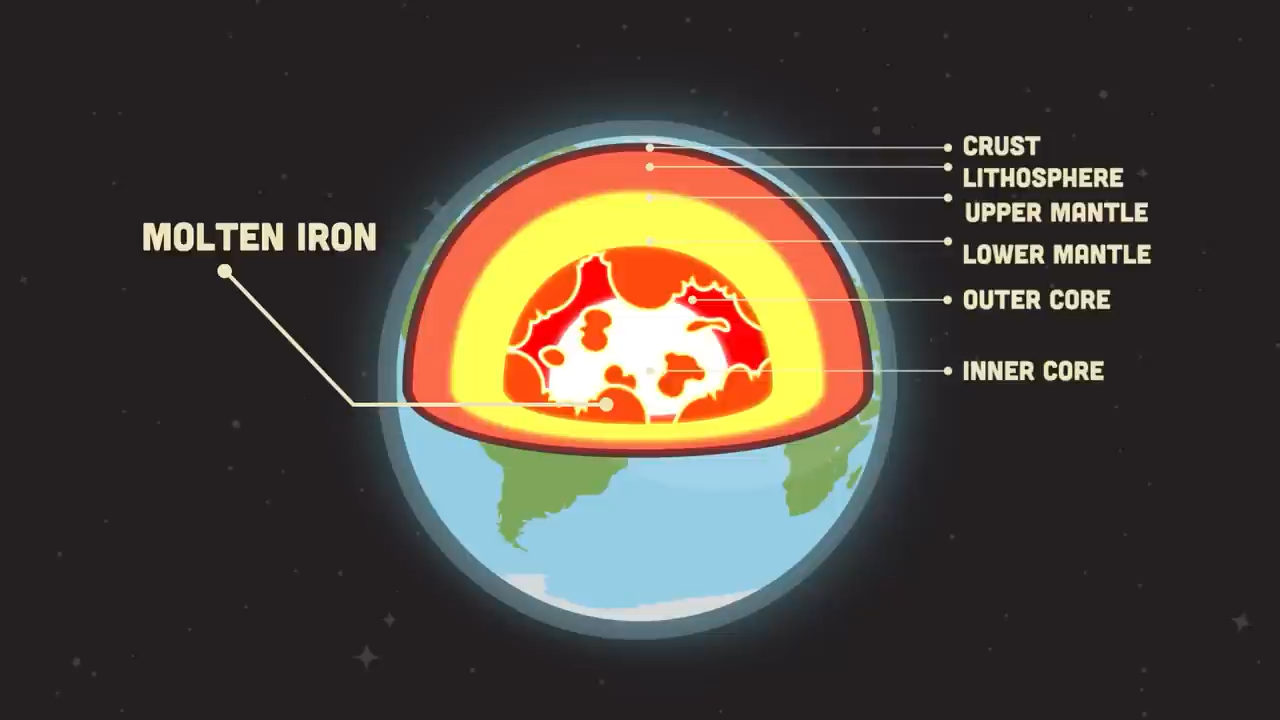 MOLTEN IRON
CRUST
LITHOSPHERE
UPPER MANTLE
LOWER MANTLE
OUTER CORE
INNER CORE